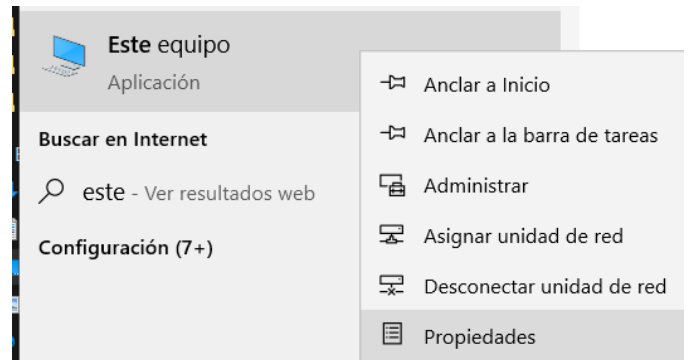 Este equipo
Aplicación
Buscar en Internet
este - Ver resultados web
Configuración (7+)
Anclar a Inicio
Anclar a la barra de tareas
Administrar
Asignar unidad de red
Desconectar unidad de red
Propiedades